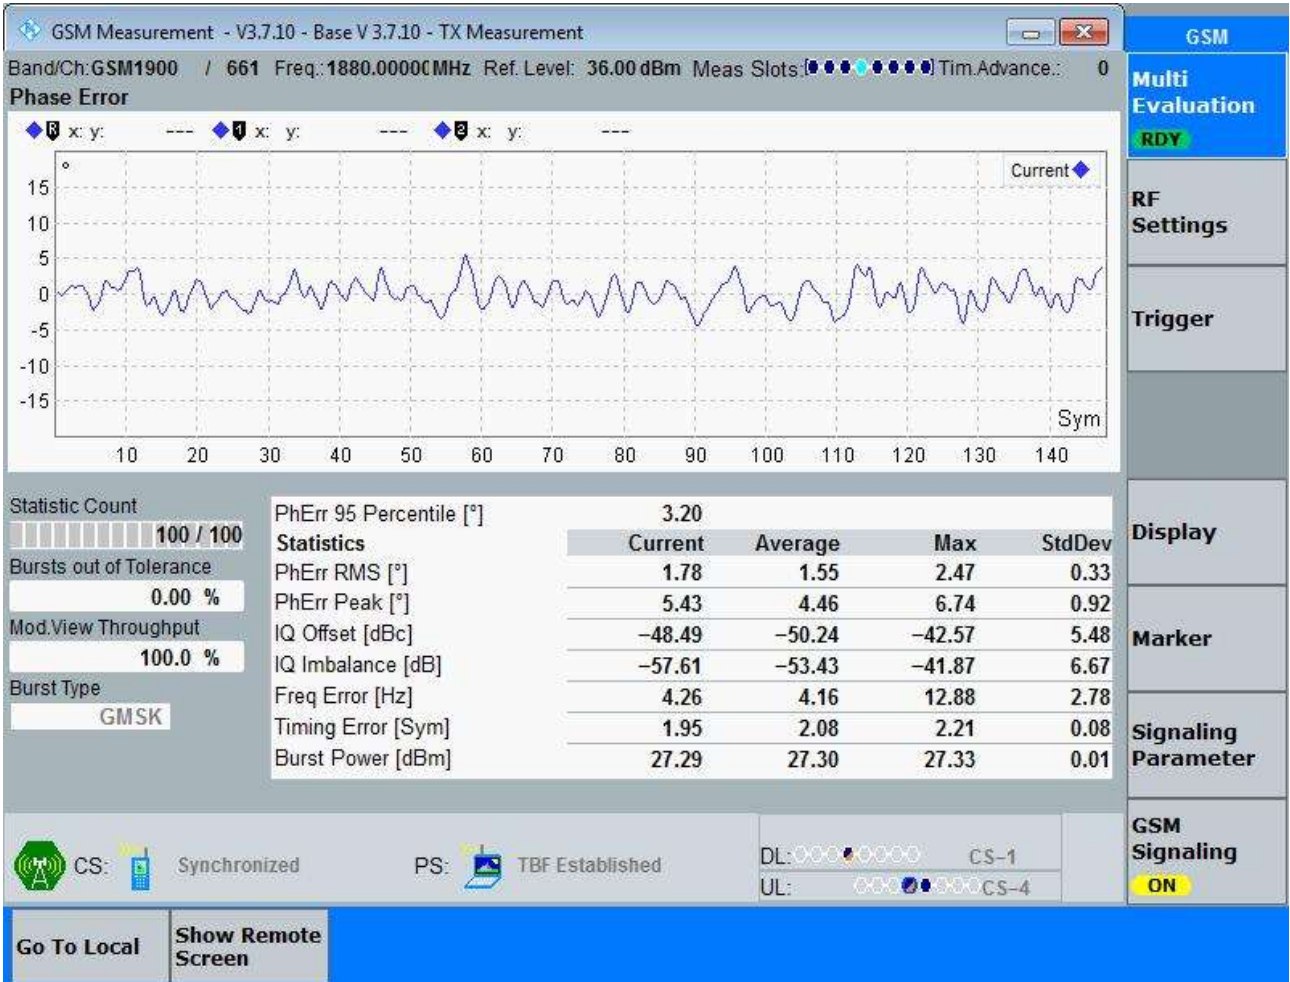 GSM Measurement - V3.7.10 - Base V 3.7.10 - TX Measurement
GSM
Band/Ch:GSM1900 / 661 Freq.:1880.00000MHz Ref. Level: 36.00 dBm Meas Slots: Tim.Advance.: 0
Phase Error
R x: y: --- 1 x: y: --- 2 x: y: ---
Multi
Evaluation
RDY
° Current
15
10
5
0
-5
-10
-15
Sym
10 20 30 40 50 60 70 80 90 100 110 120 130 140
RF
Settings
Trigger
Statistic Count
100 / 100
Bursts out of Tolerance
0.00 %
Mod.View Throughput
100.0 %
Burst Type
GMSK
PhErr 95 Percentile [°] 3.20
Statistics Current Average Max StdDev
PhErr RMS [°] 1.78 1.55 2.47 0.33
PhErr Peak [°] 5.43 4.46 6.74 0.92
IQ Offset [dBc] −48.49 −50.24 −42.57 5.48
IQ Imbalance [dB] −57.61 −53.43 −41.87 6.67
Freq Error [Hz] 4.26 4.16 12.88 2.78
Timing Error [Sym] 1.95 2.08 2.21 0.08
Burst Power [dBm] 27.29 27.30 27.33 0.01
Display
Marker
Signaling
Parameter
CS: Synchronized PS: TBF Established
DL: CS−1
UL: CS−4
GSM
Signaling
ON
Go To Local
Show Remote
Screen